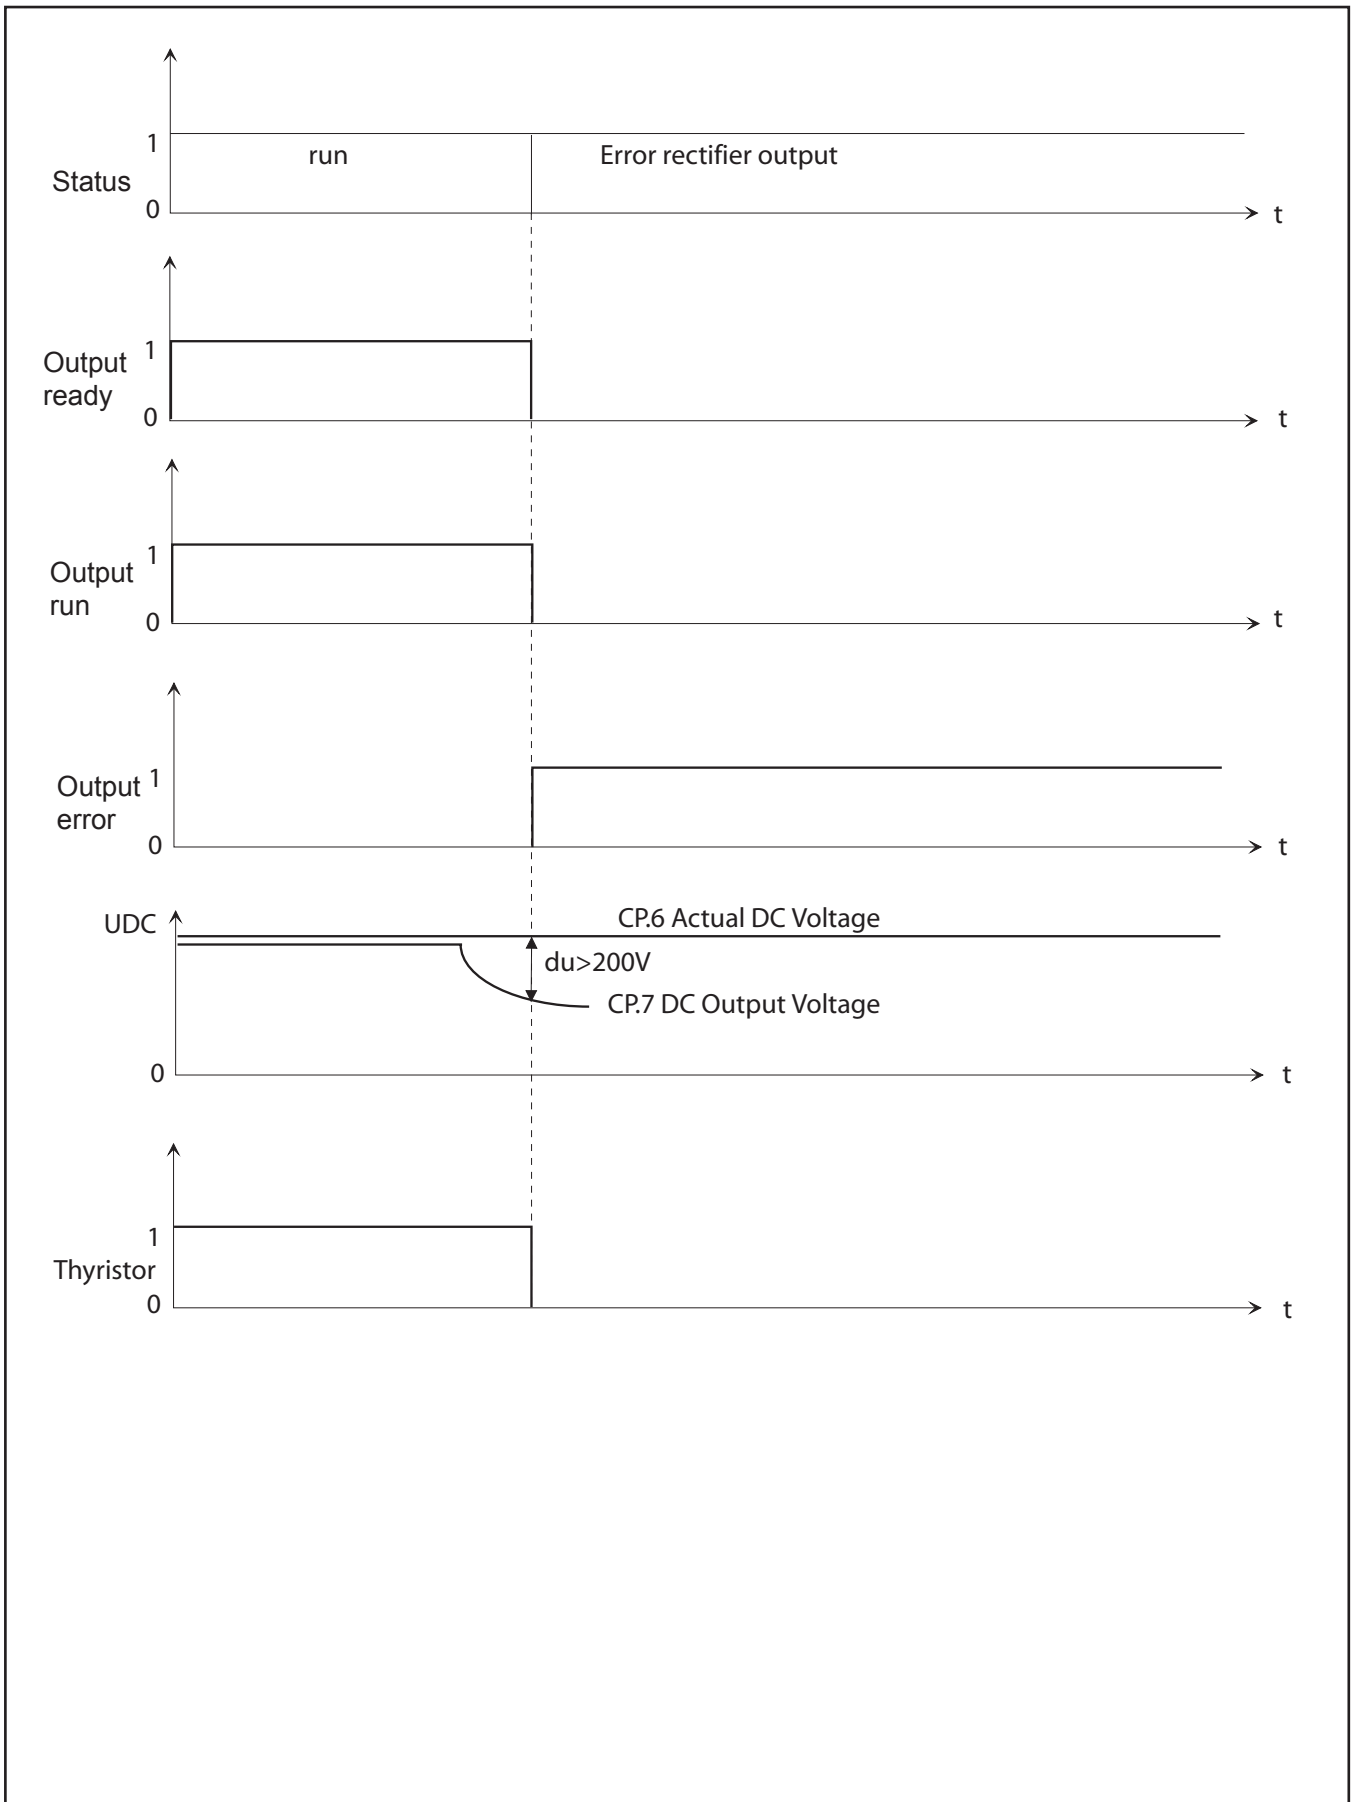 1
run
Error rectifier output
Status
0
t
1
Output
ready
0
t
1
Output
run
0
t
1
Output
error
0
t
UDC
CP.6 Actual DC Voltage
du>200V
CP.7 DC Output Voltage
0
t
1
Thyristor
0
t